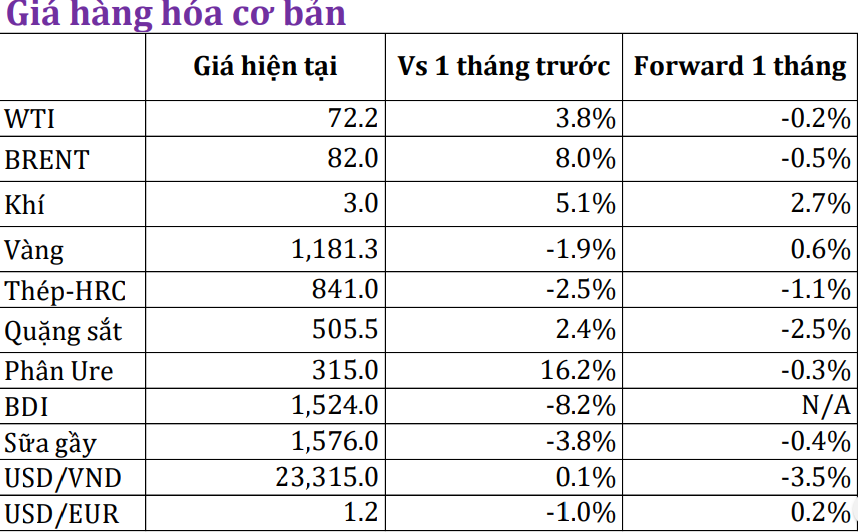 Giá hàng hóa cơ bản
Giá hiện tại Vs 1 tháng trước Forward 1 tháng
WTI 72.2 3.8% -0.2%
BRENT 82.0 8.0% -0.5%
Khí 3.0 5.1% 2.7%
Vàng 1,181.3 -1.9% 0.6%
Thép-HRC 841.0 -2.5% -1.1%
Quặng sắt 505.5 2.4% -2.5%
Phân Ure 315.0 16.2% -0.3%
BDI 1,524.0 -8.2% N/A
Sữa gầy 1,576.0 -3.8% -0.4%
USD/VND 23,315.0 0.1% -3.5%
USD/EUR 1.2 -1.0% 0.2%